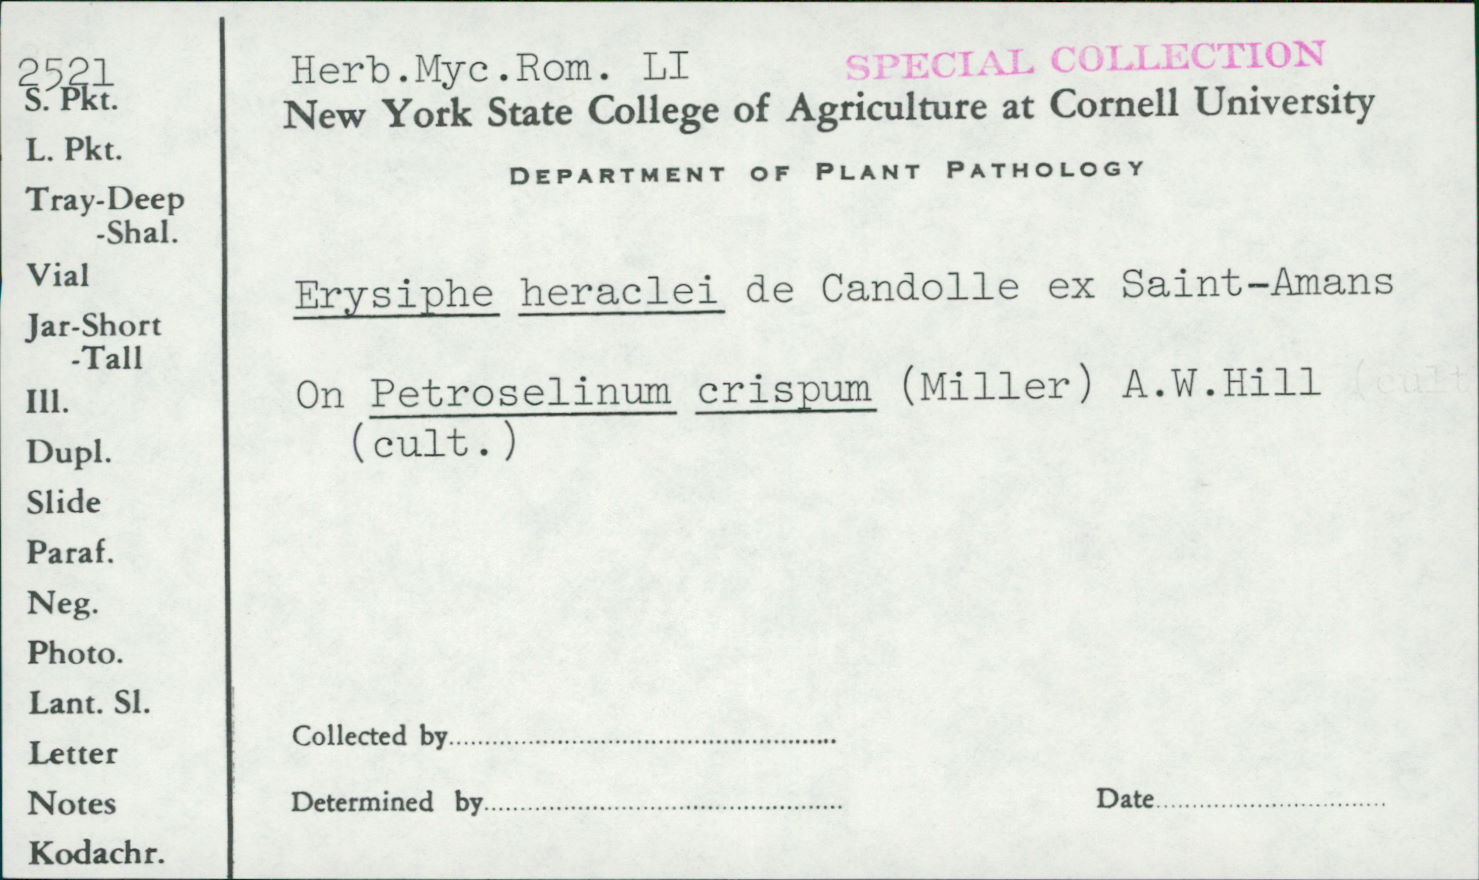 2521
S. Pkt.
L. Pkt.
Tray-Deep
-Shal.
Vial
Jar-Short
-Tall
Ill.
Dupl.
Slide
Paraf.
Neg.
Photo.
Lant. Sl.
Letter
Notes
Kodachr.
Herb.Myc.Rom. LI
SPECIAL COLLECTION
New York State College of Agriculture at Cornell University
DEPARTMENT OF PLANT PATHOLOGY
Erysiphe heraclei de Candolle ex Saint-Amans
On Petroselinum crispum (Miller) A.W.Hill (cult
(cult.)
Collected by
Determined by
Date